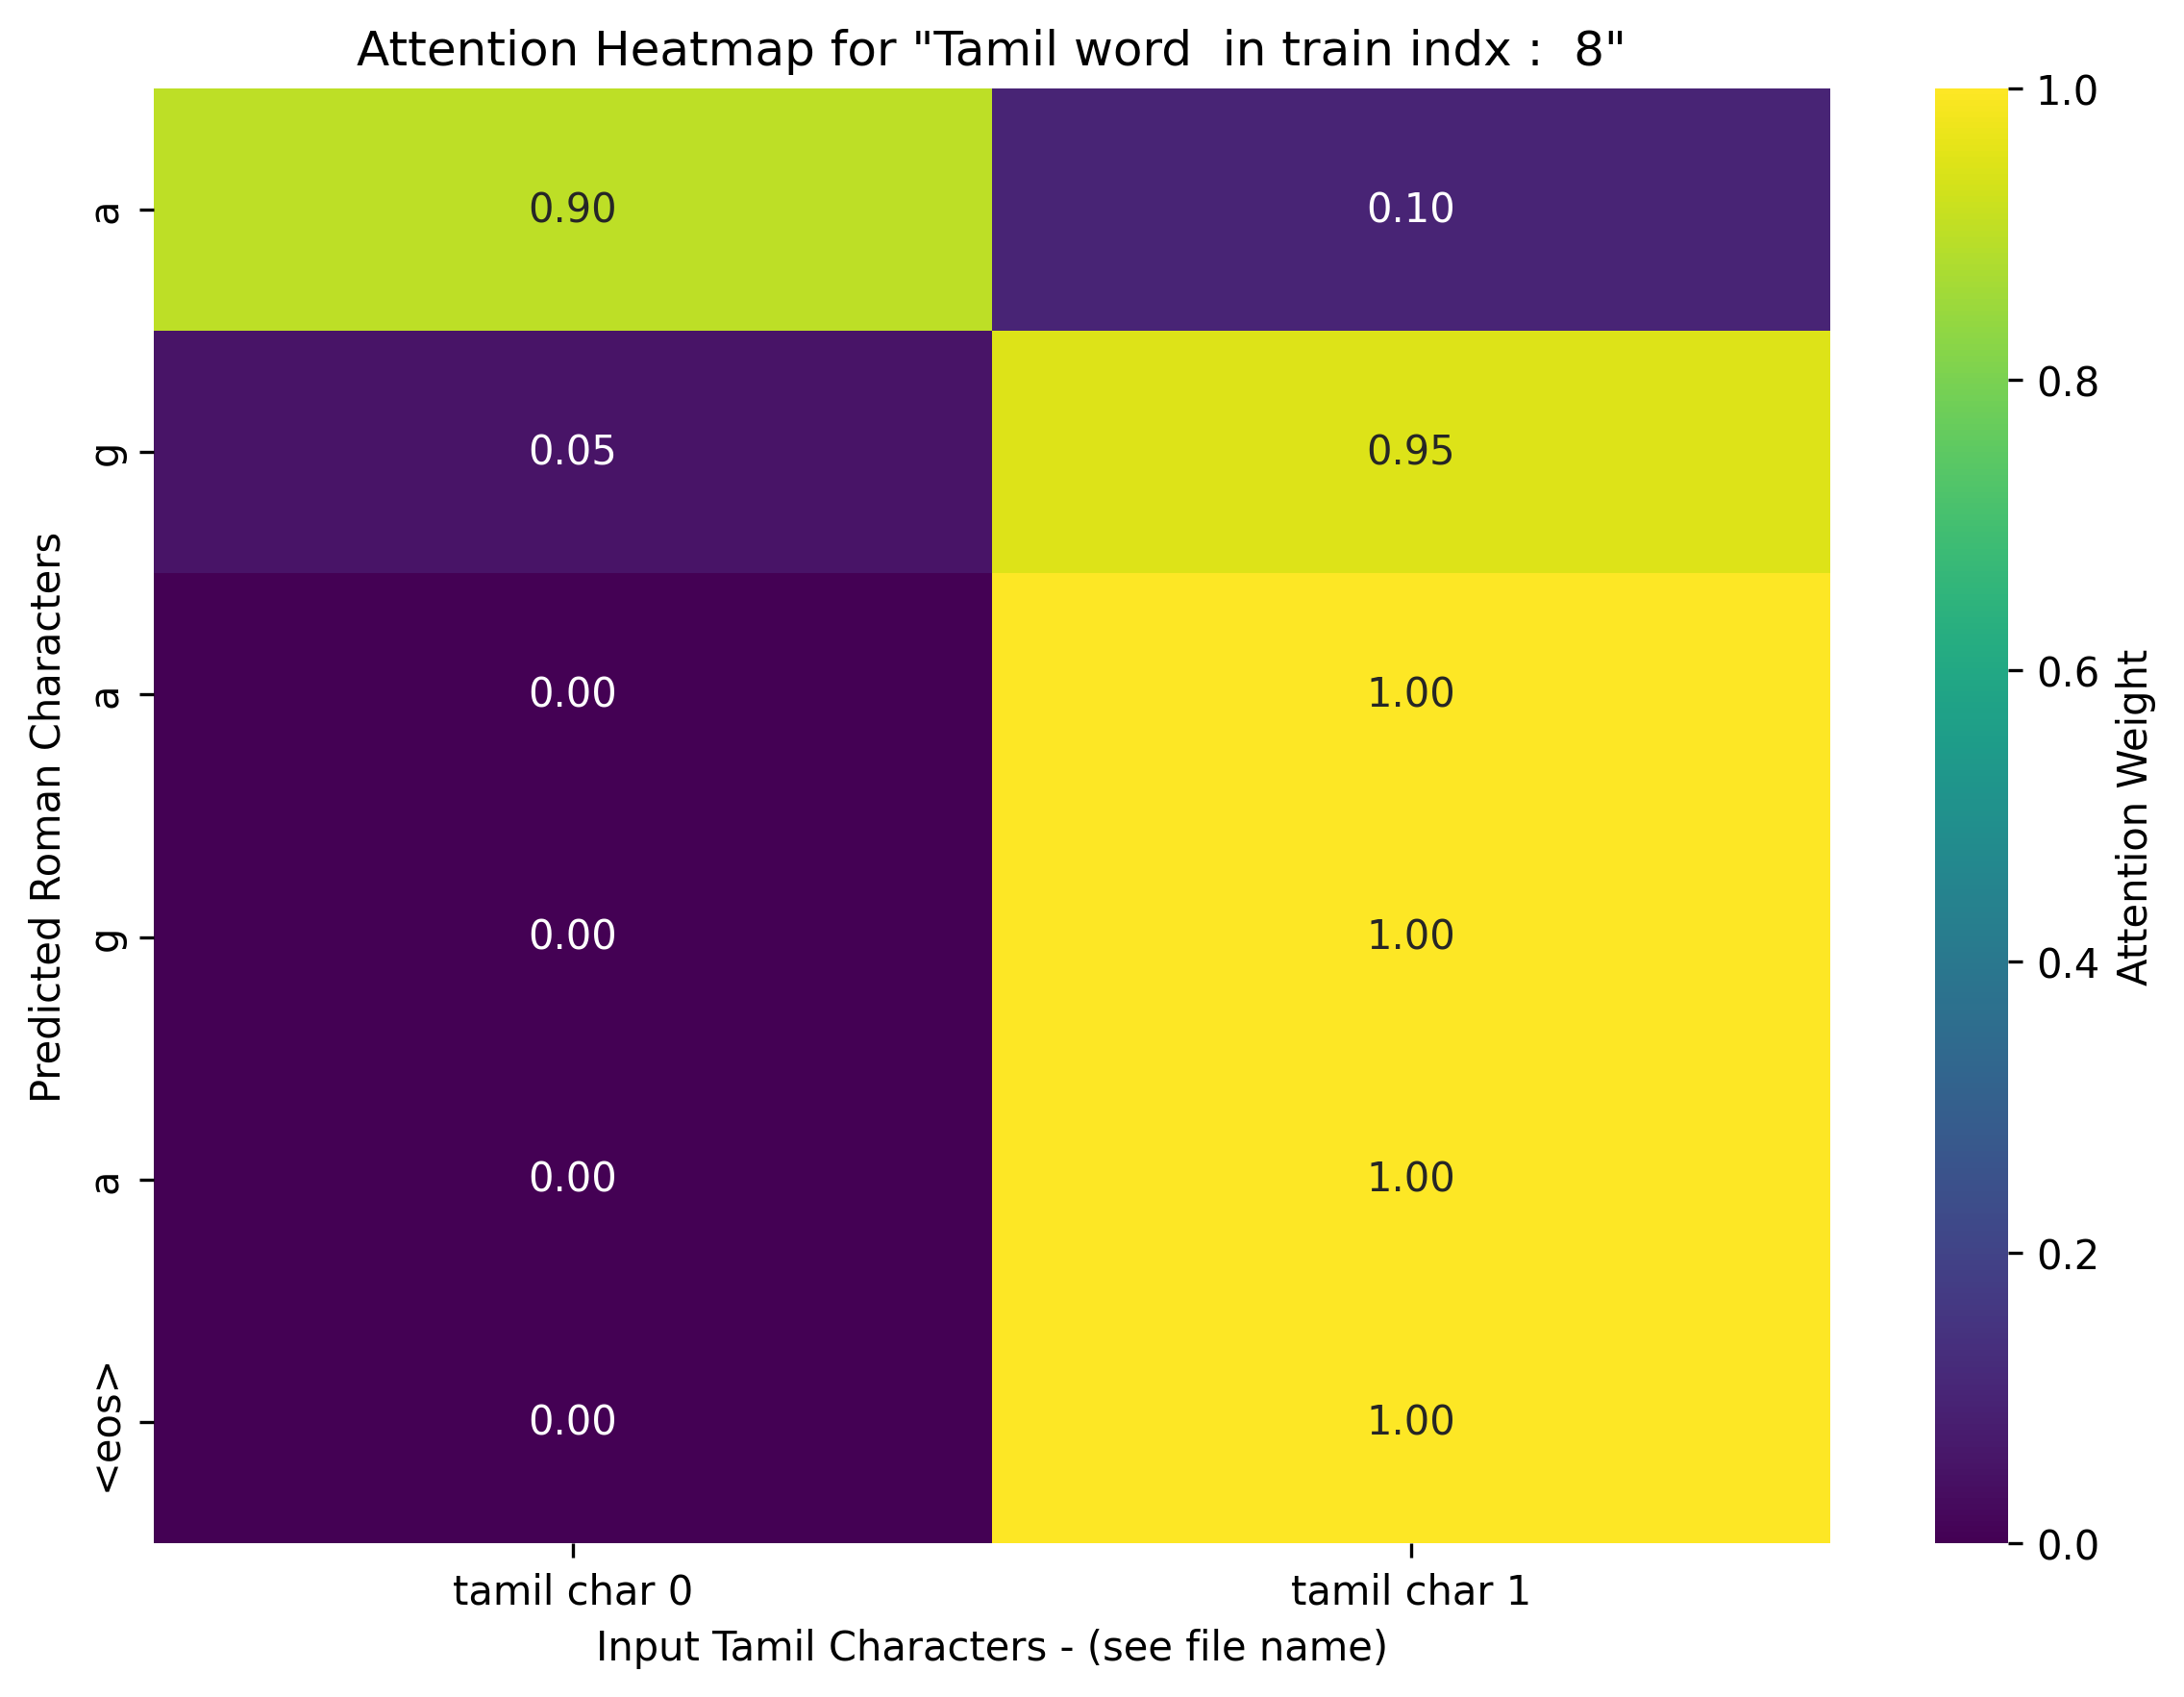 Attention Heatmap for "Tamil word  in train indx :  8"
Predicted Roman Characters
a 0.90 0.10
g 0.05 0.95
a 0.00 1.00
g 0.00 1.00
a 0.00 1.00
<eos> 0.00 1.00
tamil char 0 tamil char 1
Input Tamil Characters - (see file name)
1.0
0.8
0.6
0.4
0.2
0.0
Attention Weight